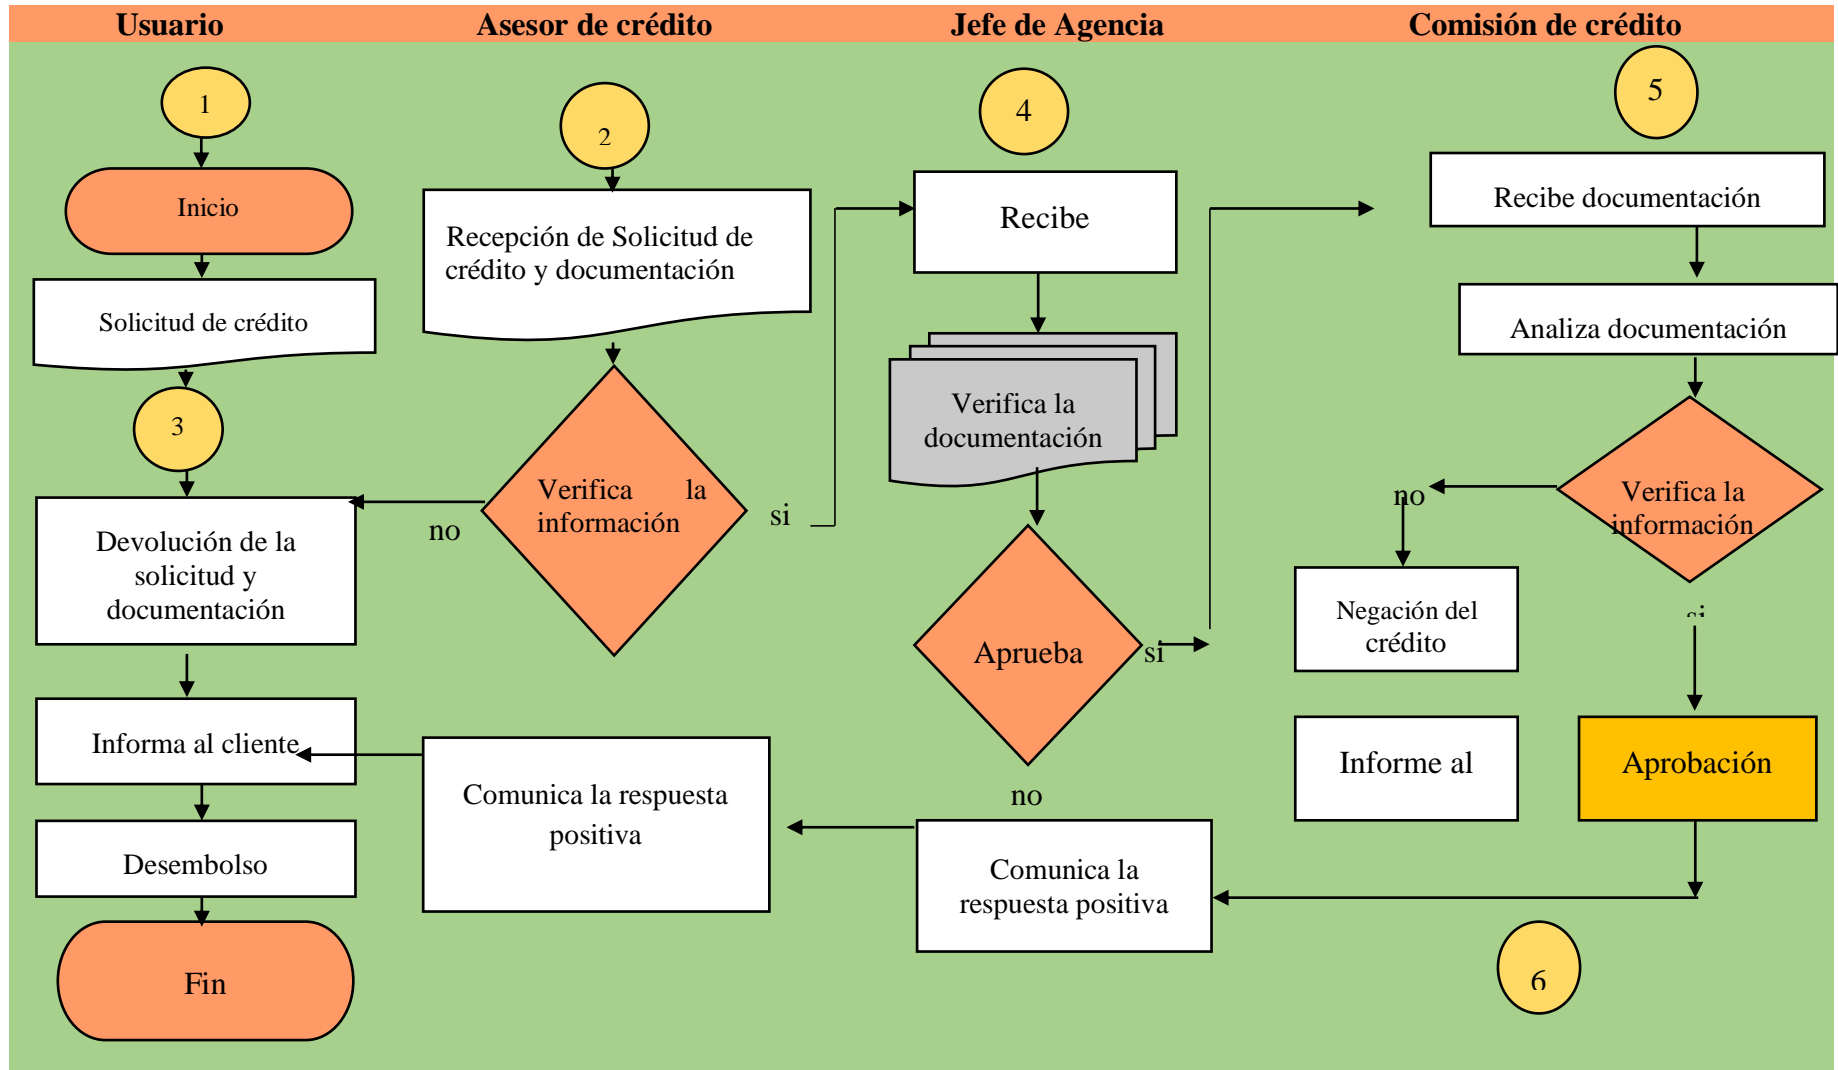 Usuario
Asesor de crédito
Jefe de Agencia
Comisión de crédito
1
Inicio
Solicitud de crédito
3
Devolución de la
solicitud y
documentación
Informa al cliente
Desembolso
Fin
2
Recepción de Solicitud de
crédito y documentación
Verifica la
información
no
si
Comunica la respuesta
positiva
4
Recibe
Verifica la
documentación
Aprueba
si
no
Comunica la
respuesta positiva
5
Recibe documentación
Analiza documentación
Verifica la
información
no
si
Negación del
crédito
Informe al
Aprobación
6